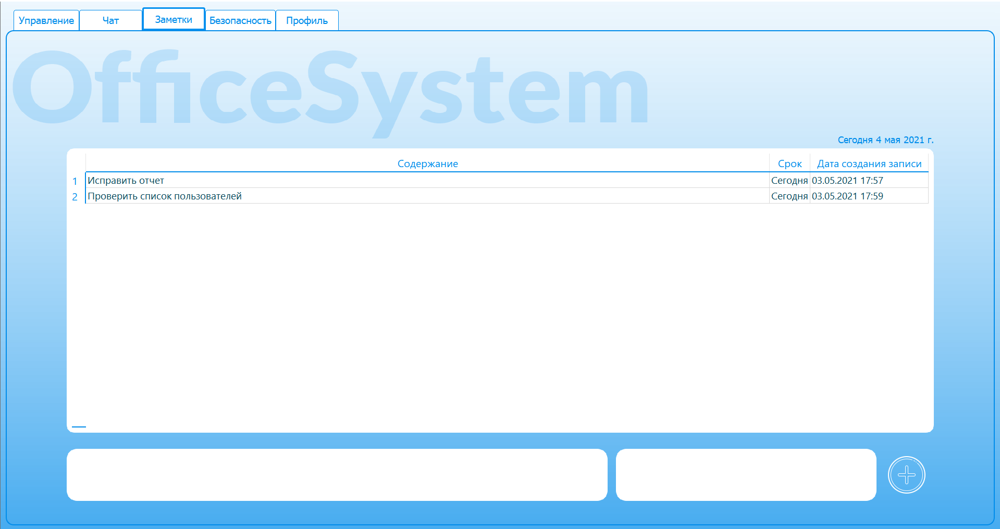 Управление Чат Заметки Безопасность Профиль
OfficeSystem
Сегодня 4 мая 2021 г.
Содержание Срок Дата создания записи
1 Исправить отчет Сегодня 03.05.2021 17:57
2 Проверить список пользователей Сегодня 03.05.2021 17:59